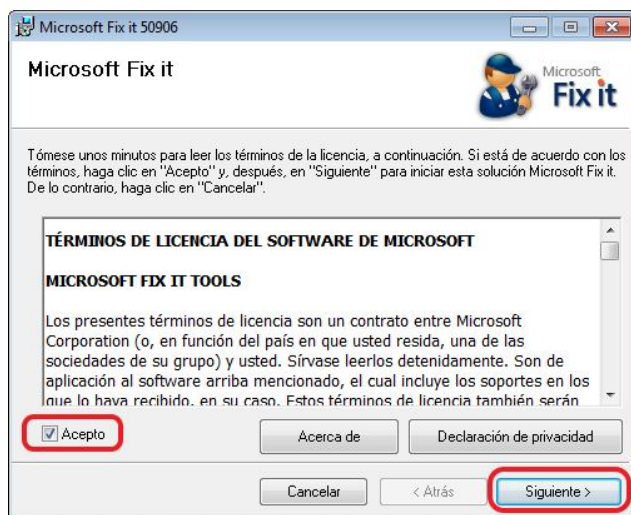 Microsoft Fix it 50906
Microsoft Fix it
Microsoft
Fix it
Tómese unos minutos para leer los términos de la licencia, a continuación. Si está de acuerdo con los
términos, haga clic en "Acepto" y, después, en "Siguiente" para iniciar esta solución Microsoft Fix it.
De lo contrario, haga clic en "Cancelar".
TÉRMINOS DE LICENCIA DEL SOFTWARE DE MICROSOFT
MICROSOFT FIX IT TOOLS
Los presentes términos de licencia son un contrato entre Microsoft
Corporation (o, en función del país en que usted resida, una de las
sociedades de su grupo) y usted. Sírvase leerlos detenidamente. Son de
aplicación al software arriba mencionado, el cual incluye los soportes en los
que lo haya recibido, en su caso. Estos términos de licencia también serán
Acepto
Acerca de
Declaración de privacidad
Cancelar
< Atrás
Siguiente >